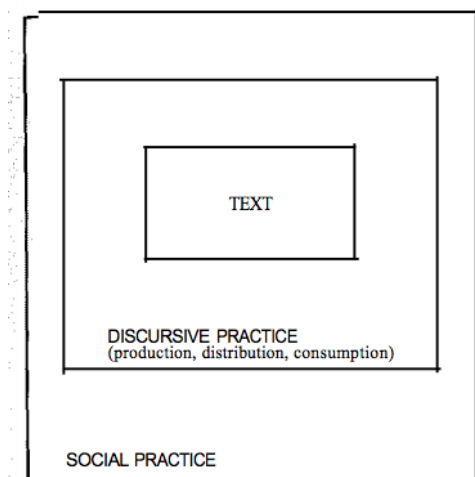 TEXT
DISCURSIVE PRACTICE
(production, distribution, consumption)
SOCIAL PRACTICE